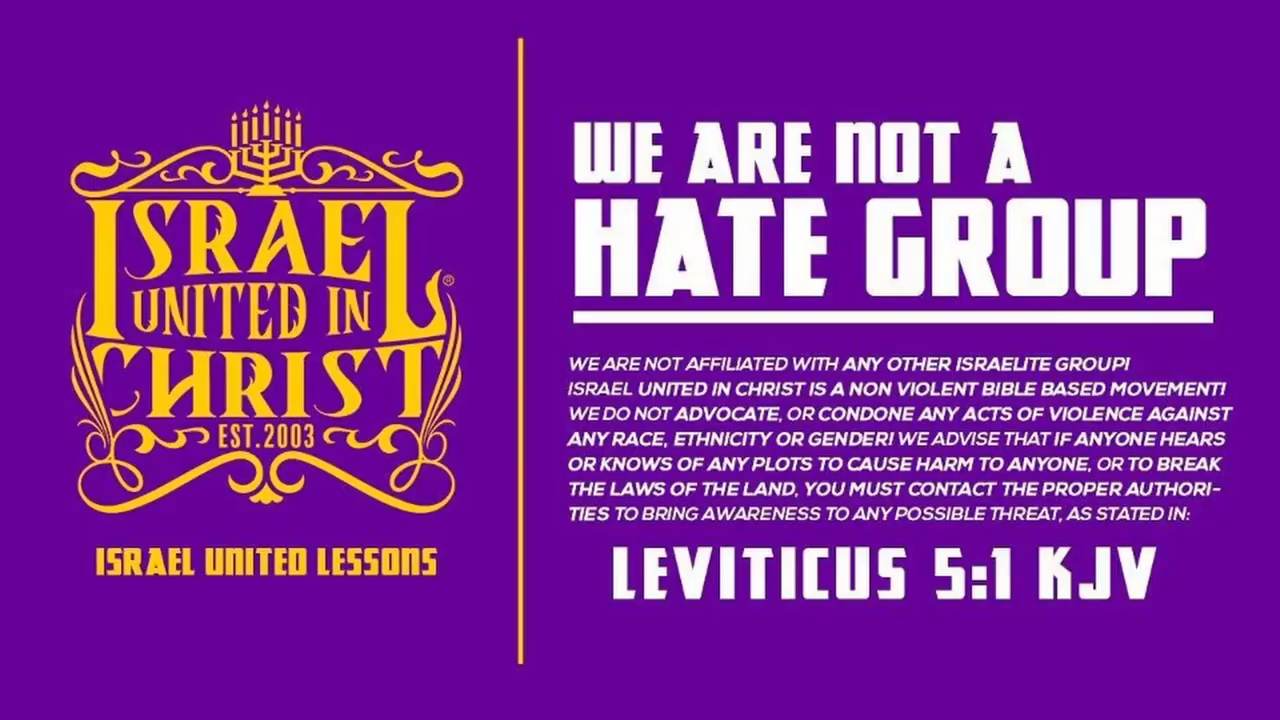 ISRAEL
UNITED IN
CHRIST
EST.2003
®
ISRAEL UNITED LESSONS
WE ARE NOT A
HATE GROUP
WE ARE NOT AFFILIATED WITH ANY OTHER ISRAELITE GROUP!
ISRAEL UNITED IN CHRIST IS A NON VIOLENT BIBLE BASED MOVEMENT!
WE DO NOT ADVOCATE, OR CONDONE ANY ACTS OF VIOLENCE AGAINST
ANY RACE, ETHNICITY OR GENDER! WE ADVISE THAT IF ANYONE HEARS
OR KNOWS OF ANY PLOTS TO CAUSE HARM TO ANYONE, OR TO BREAK
THE LAWS OF THE LAND, YOU MUST CONTACT THE PROPER AUTHORI-
TIES TO BRING AWARENESS TO ANY POSSIBLE THREAT, AS STATED IN:
LEVITICUS 5:1 KJV